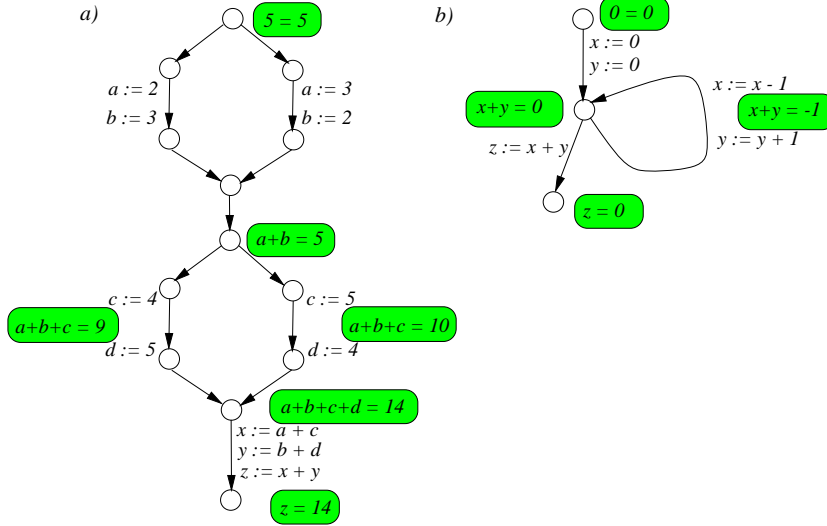 a)
5 = 5
a := 2
b := 3
a := 3
b := 2
a+b = 5
c := 4
c := 5
a+b+c = 9
a+b+c = 10
d := 5
d := 4
a+b+c+d = 14
x := a + c
y := b + d
z := x + y
z = 14
b)
0 = 0
x := 0
y := 0
x := x - 1
x+y = 0
x+y = -1
y := y + 1
z := x + y
z = 0